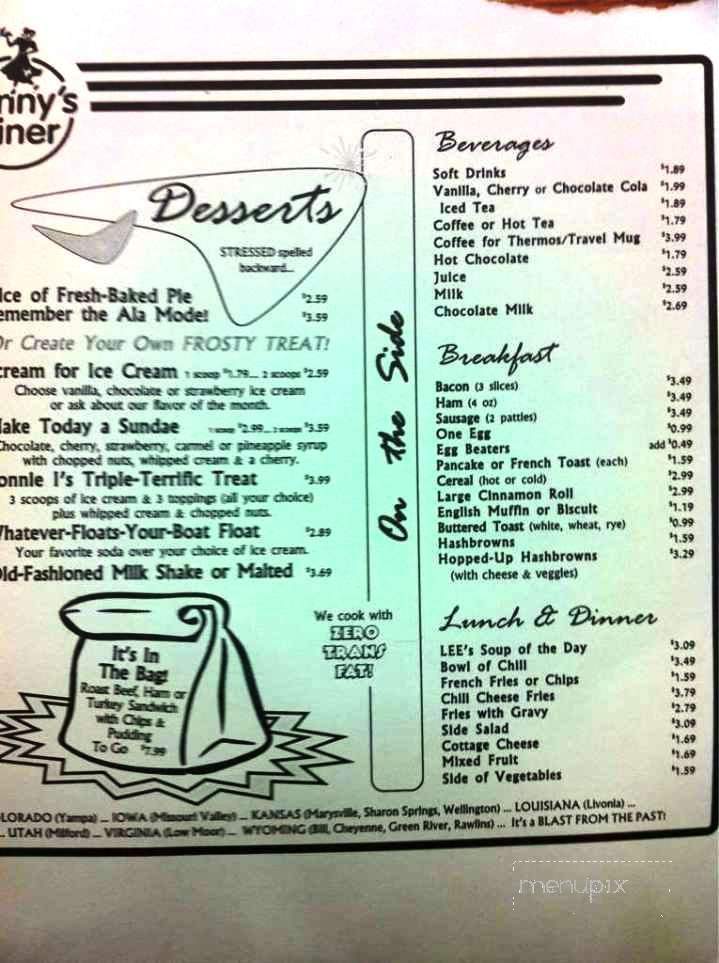 nny's
iner
Desserts
STRESSED spelled
backward...
ice of Fresh-Baked Pie $2.59
emember the Ala Mode! $3.59
Or Create Your Own FROSTY TREAT!
cream for Ice Cream 1 scoop $1.79... 2 scoops $2.59
Choose vanilla, chocolate or strawberry ice cream
or ask about our flavor of the month.
ake Today a Sundae 1 scoop $2.99... 2 scoops $3.59
Chocolate, cherry, strawberry, carmel or pineapple syrup
with chopped nuts, whipped cream & a cherry.
onnie I's Triple-Terrific Treat $3.99
3 scoops of ice cream & 3 toppings (all your choice)
plus whipped cream & chopped nuts.
Whatever-Floats-Your-Boat Float $2.89
Your favorite soda over your choice of ice cream.
Old-Fashioned Milk Shake or Malted $3.69
It's In
The Bag!
Roast Beef, Ham or
Turkey Sandwich
with Chips &
Pudding
To Go $7.99
We cook with
ZERO
TRANS
FAT!
On the Side
Beverages
Soft Drinks $1.89
Vanilla, Cherry or Chocolate Cola $1.99
Iced Tea $1.89
Coffee or Hot Tea $1.79
Coffee for Thermos/Travel Mug $3.99
Hot Chocolate $1.79
Juice $2.59
Milk $2.59
Chocolate Milk $2.69
Breakfast
Bacon (3 slices) $3.49
Ham (4 oz) $3.49
Sausage (2 patties) $3.49
One Egg $0.99
Egg Beaters add $0.49
Pancake or French Toast (each) $1.59
Cereal (hot or cold) $2.99
Large Cinnamon Roll $2.99
English Muffin or Biscuit $1.19
Buttered Toast (white, wheat, rye) $0.99
Hashbrowns $1.59
Hopped-Up Hashbrowns $3.29
(with cheese & veggies)
Lunch & Dinner
LEE's Soup of the Day $3.09
Bowl of Chili $3.49
French Fries or Chips $1.59
Chili Cheese Fries $3.79
Fries with Gravy $2.79
Side Salad $3.09
Cottage Cheese $1.69
Mixed Fruit $1.69
Side of Vegetables $1.59
OLORADO (Yampa) ... IOWA (Missouri Valley) ... KANSAS (Marysville, Sharon Springs, Wellington) ... LOUISIANA (Livonia) ...
... UTAH (Milford) ... VIRGINIA (Low Moor) ... WYOMING (Bill, Cheyenne, Green River, Rawlins) ... It's a BLAST FROM THE PAST!
menupix